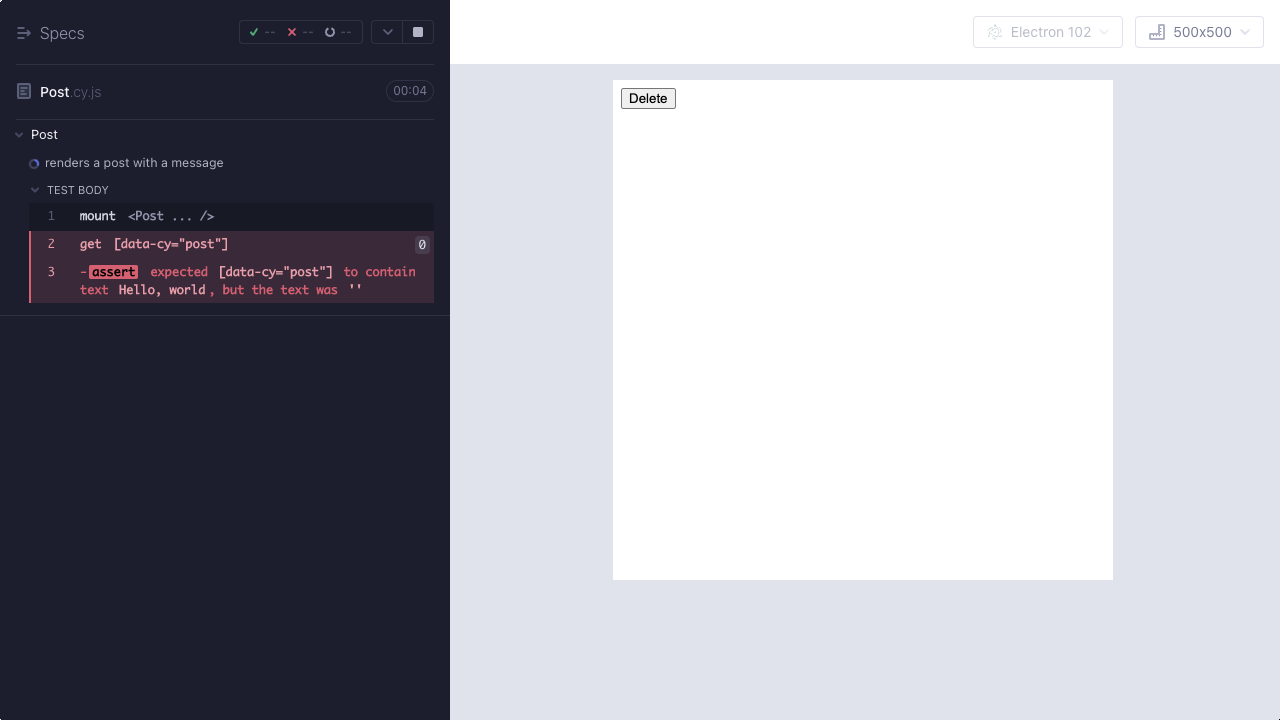 Specs
-- -- --
Electron 102
500x500
Post.cy.js
00:04
Delete
Post
renders a post with a message
TEST BODY
1 mount <Post ... />
2 get [data-cy="post"] 0
3 -assert expected [data-cy="post"] to contain
text Hello, world, but the text was ''